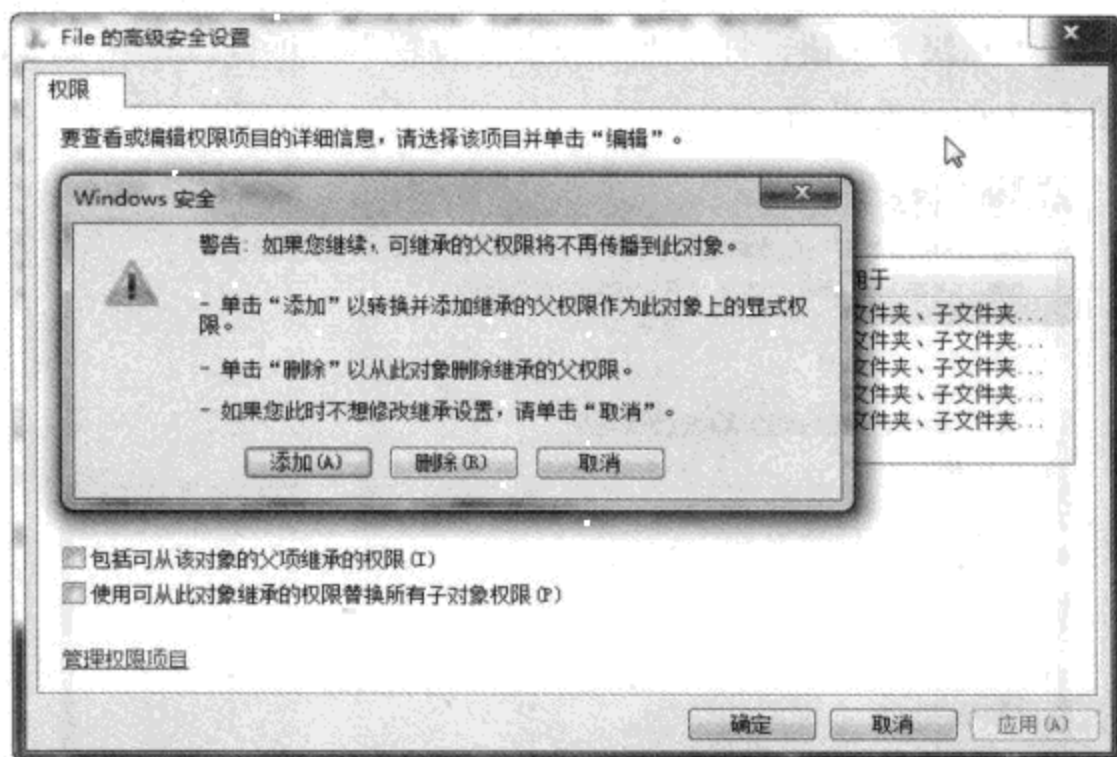 File 的高级安全设置
权限
要查看或编辑权限项目的详细信息，请选择该项目并单击“编辑”。
Windows 安全
警告: 如果您继续，可继承的父权限将不再传播到此对象。
- 单击“添加”以转换并添加继承的父权限作为此对象上的显式权
限。
- 单击“删除”以从此对象删除继承的父权限。
- 如果您此时不想修改继承设置，请单击“取消”。
添加(A) 删除(R) 取消
用于
文件夹、子文件夹...
文件夹、子文件夹...
文件夹、子文件夹...
文件夹、子文件夹...
文件夹、子文件夹...
包括可从该对象的父项继承的权限(I)
使用可从此对象继承的权限替换所有子对象权限(P)
管理权限项目
确定 取消 应用(A)